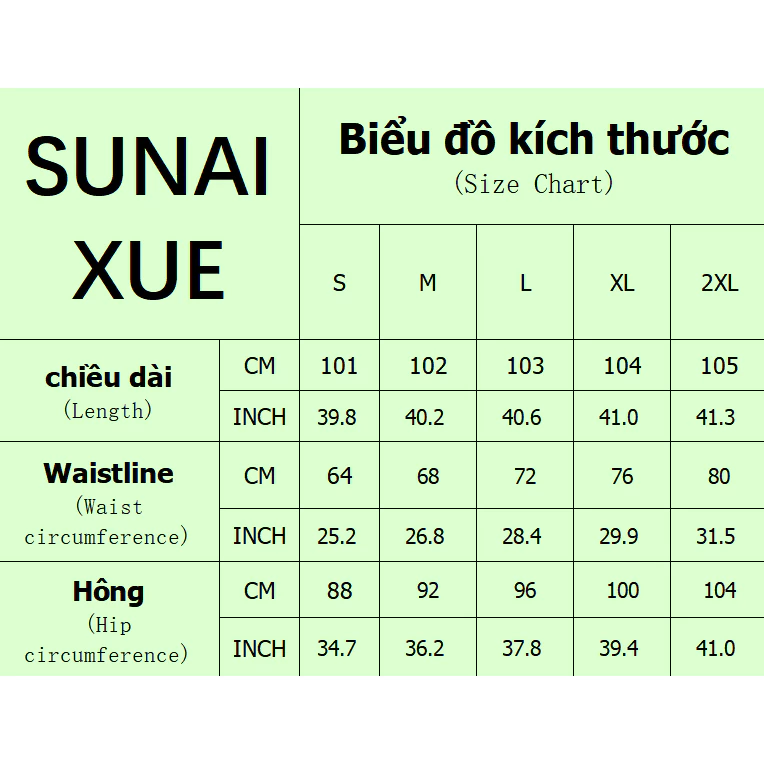 SUNAI
XUE
Biểu đồ kích thước
(Size Chart)
S M L XL 2XL
chiều dài
(Length)
CM 101 102 103 104 105
INCH 39.8 40.2 40.6 41.0 41.3
Waistline
(Waist
circumference)
CM 64 68 72 76 80
INCH 25.2 26.8 28.4 29.9 31.5
Hông
(Hip
circumference)
CM 88 92 96 100 104
INCH 34.7 36.2 37.8 39.4 41.0